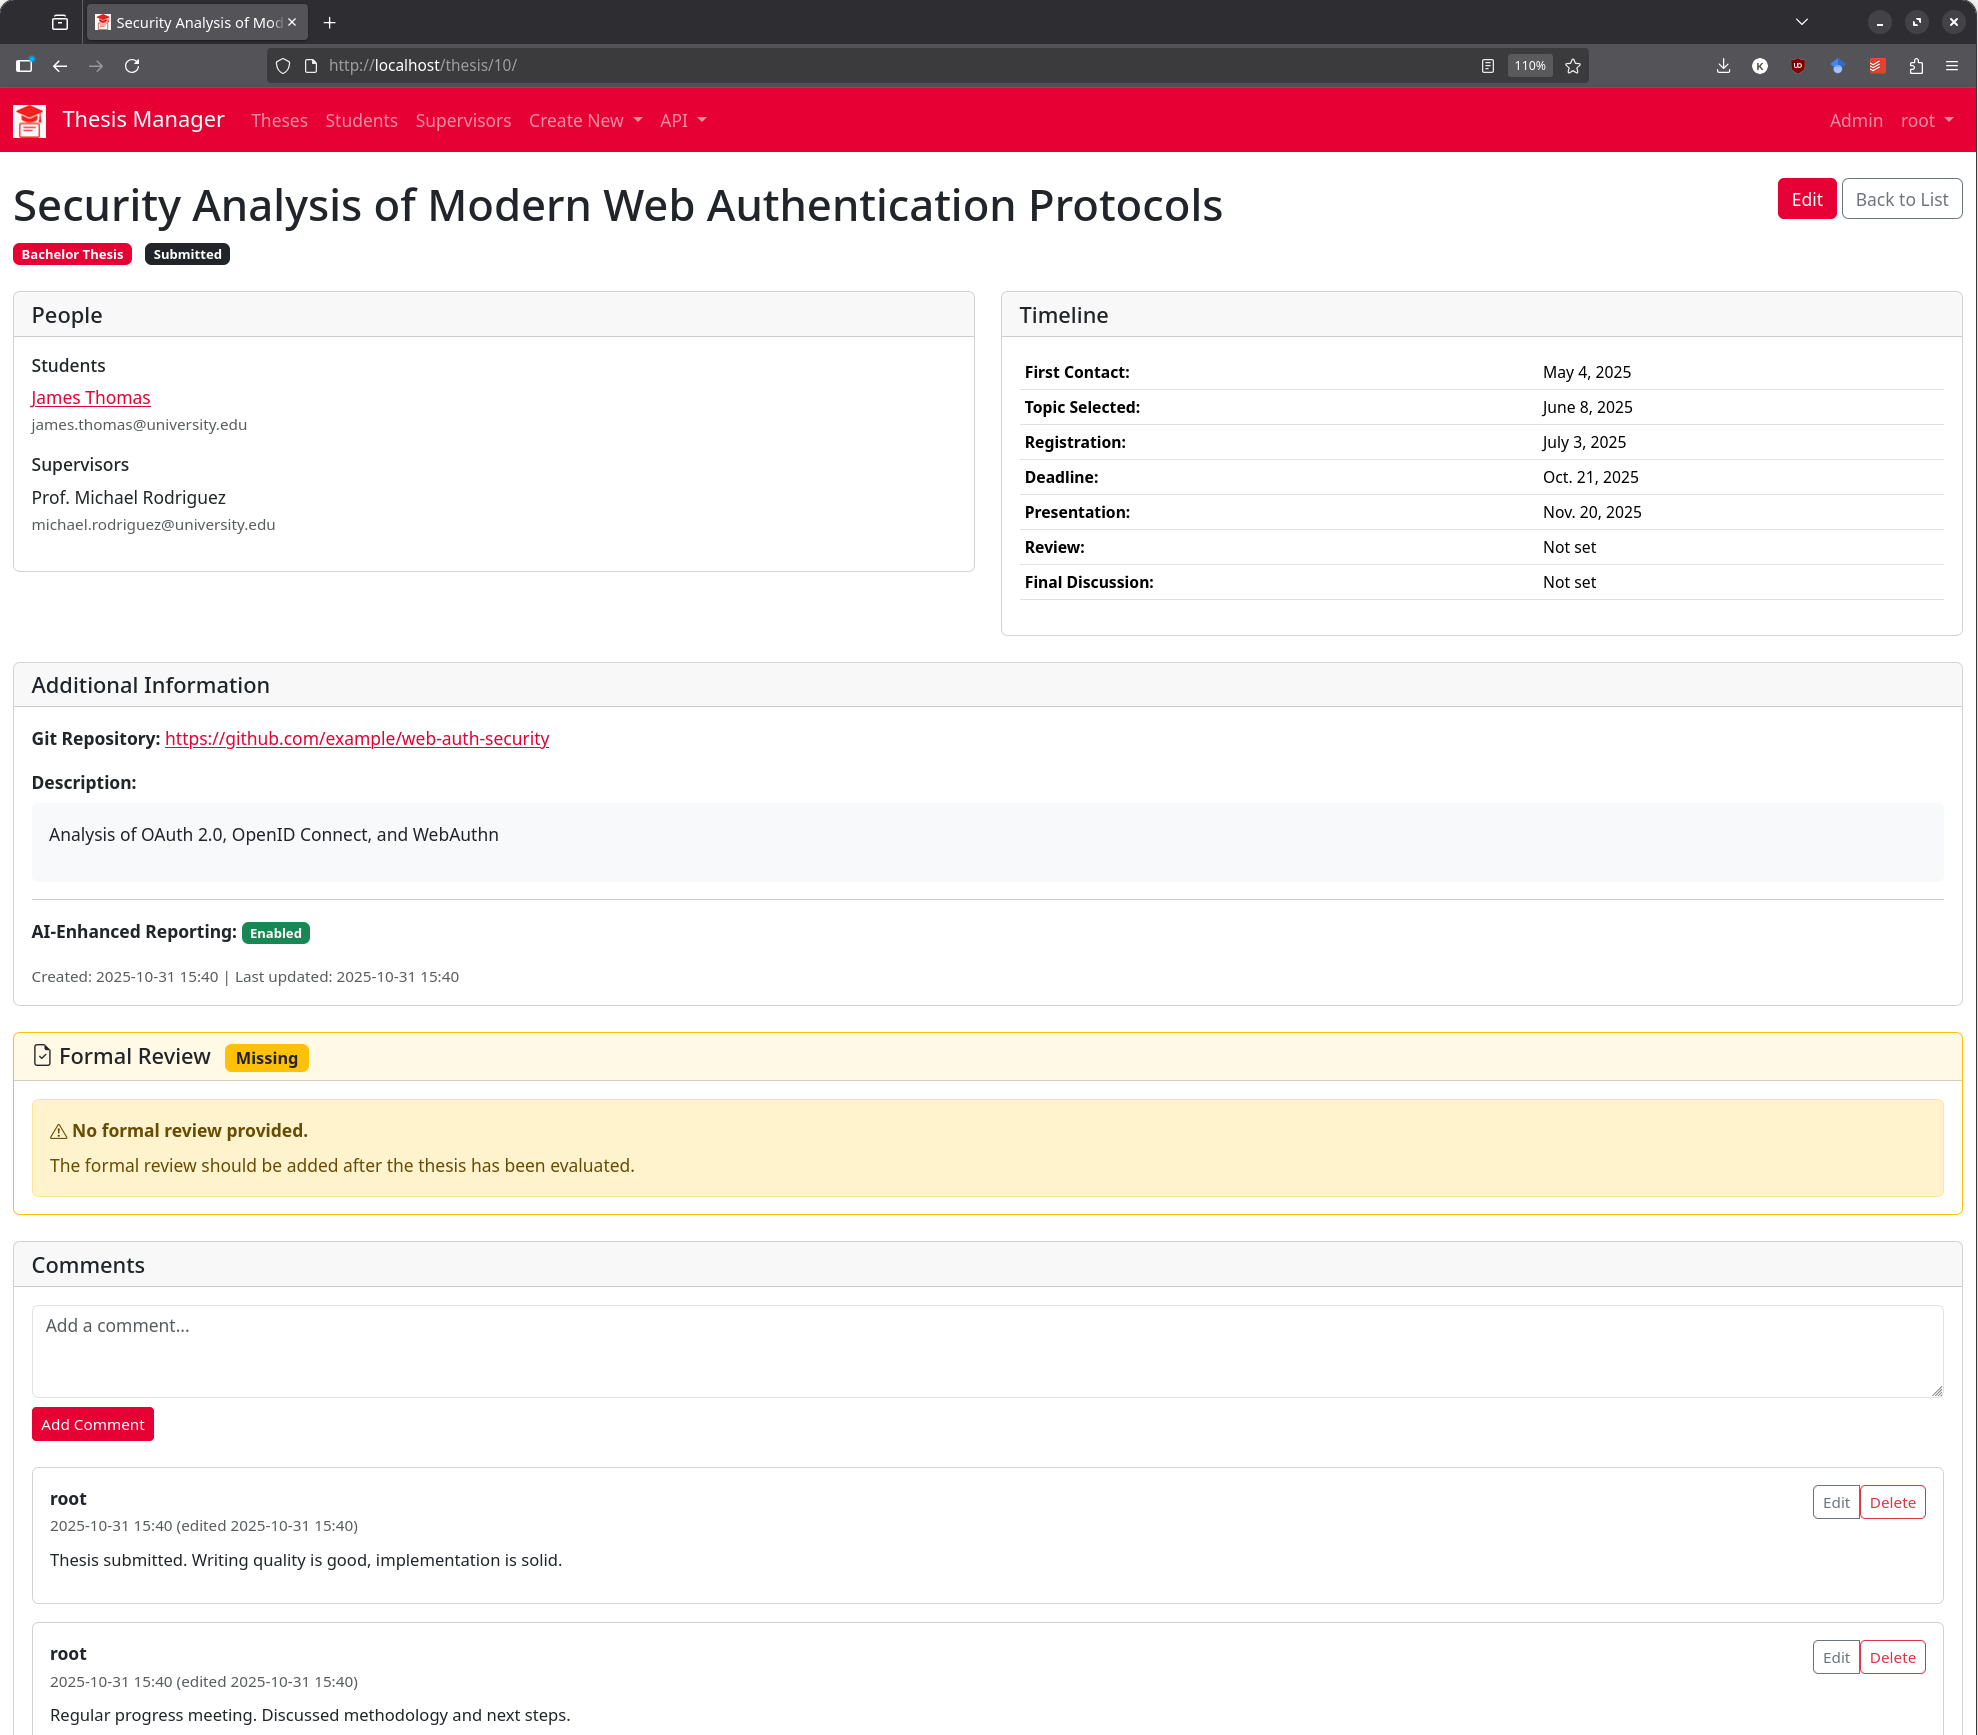 Security Analysis of Mod
http://localhost/thesis/10/
110%
Thesis Manager Theses Students Supervisors Create New API Admin root
Security Analysis of Modern Web Authentication Protocols
Edit Back to List
Bachelor Thesis Submitted
People
Students
James Thomas
james.thomas@university.edu
Supervisors
Prof. Michael Rodriguez
michael.rodriguez@university.edu
Timeline
First Contact: May 4, 2025
Topic Selected: June 8, 2025
Registration: July 3, 2025
Deadline: Oct. 21, 2025
Presentation: Nov. 20, 2025
Review: Not set
Final Discussion: Not set
Additional Information
Git Repository: https://github.com/example/web-auth-security
Description:
Analysis of OAuth 2.0, OpenID Connect, and WebAuthn
AI-Enhanced Reporting: Enabled
Created: 2025-10-31 15:40 | Last updated: 2025-10-31 15:40
Formal Review Missing
No formal review provided.
The formal review should be added after the thesis has been evaluated.
Comments
Add a comment...
Add Comment
root
Edit Delete
2025-10-31 15:40 (edited 2025-10-31 15:40)
Thesis submitted. Writing quality is good, implementation is solid.
root
Edit Delete
2025-10-31 15:40 (edited 2025-10-31 15:40)
Regular progress meeting. Discussed methodology and next steps.